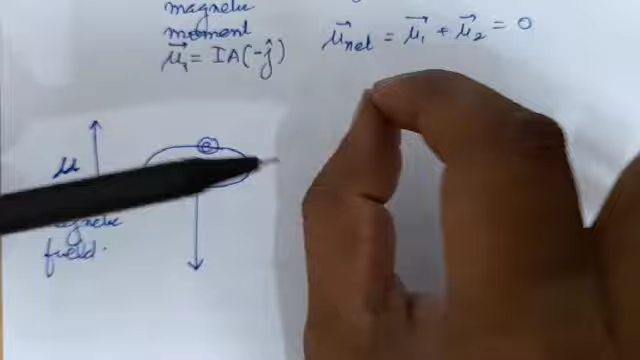 magnetic
moment
μ⃗₁ = IA(-ĵ)
μ⃗net = μ⃗₁ + μ⃗₂ = 0
e
field.